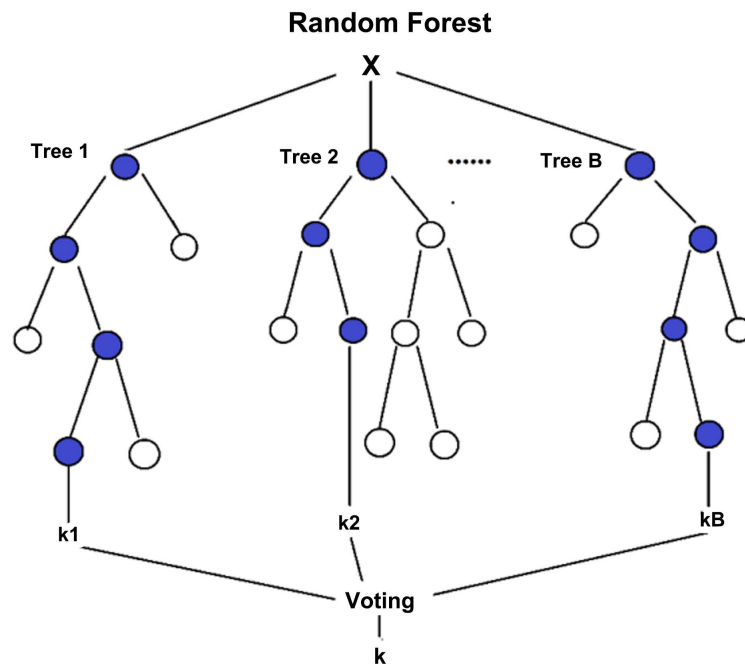 Random Forest
X
Tree 1
Tree 2
......
Tree B
k1
k2
kB
Voting
k